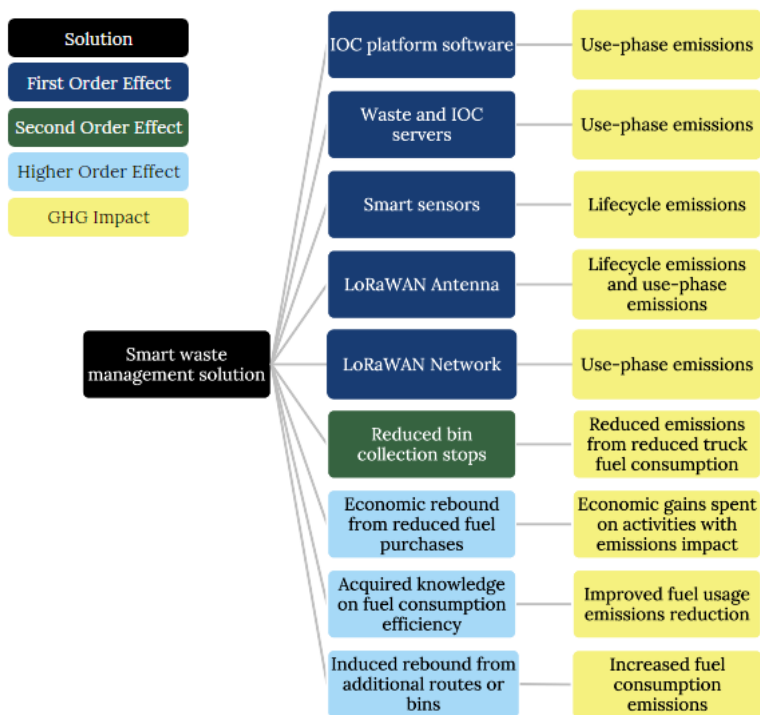 Solution
First Order Effect
Second Order Effect
Higher Order Effect
GHG Impact
Smart waste
management solution
IOC platform software
Use-phase emissions
Waste and IOC
servers
Use-phase emissions
Smart sensors
Lifecycle emissions
LoRaWAN Antenna
Lifecycle emissions
and use-phase
emissions
LoRaWAN Network
Use-phase emissions
Reduced bin
collection stops
Reduced emissions
from reduced truck
fuel consumption
Economic rebound
from reduced fuel
purchases
Economic gains spent
on activities with
emissions impact
Acquired knowledge
on fuel consumption
efficiency
Improved fuel usage
emissions reduction
Induced rebound from
additional routes or
bins
Increased fuel
consumption
emissions